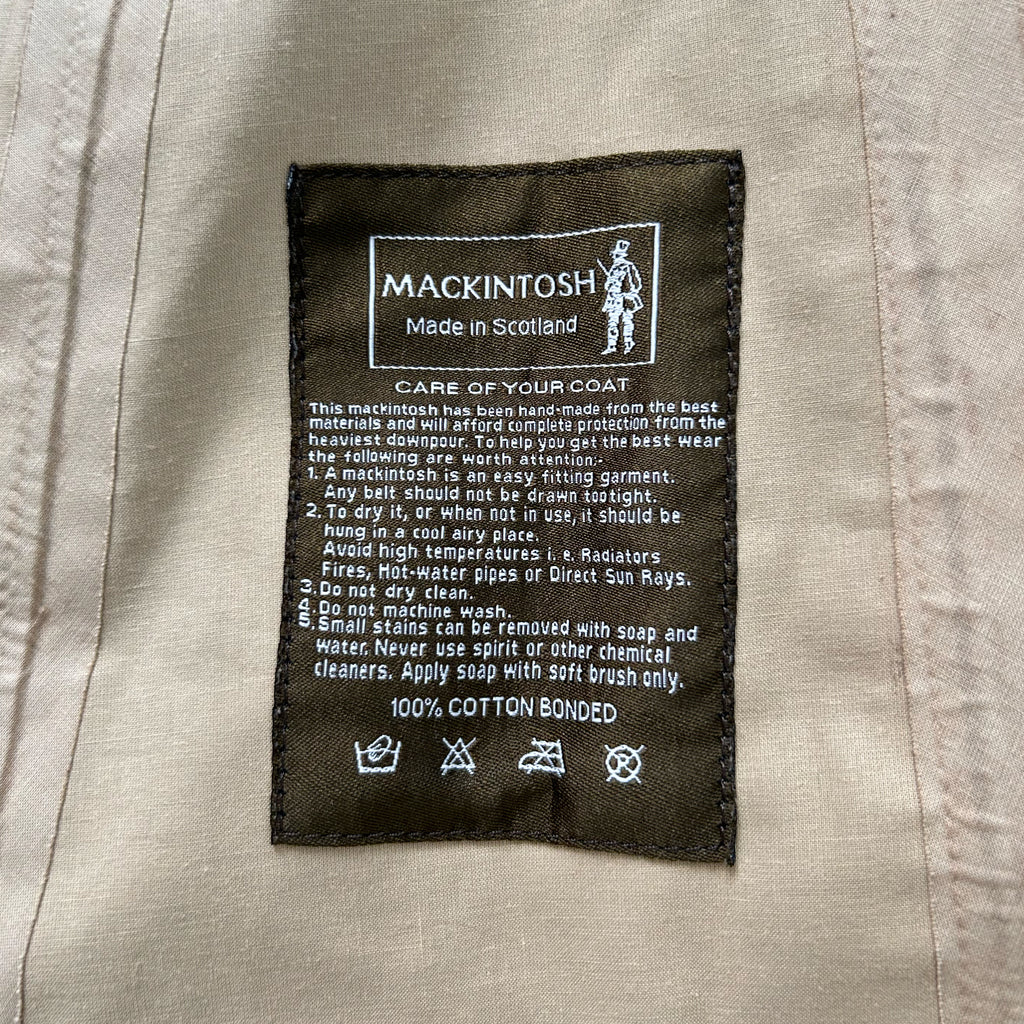 MACKINTOSH
Made in Scotland
CARE OF YOUR COAT
This mackintosh has been hand-made from the best
materials and will afford complete protection from the
heaviest downpour. To help you get the best wear
the following are worth attention:-
1. A mackintosh is an easy fitting garment.
Any belt should not be drawn too tight.
2. To dry it, or when not in use, it should be
hung in a cool airy place.
Avoid high temperatures i. e. Radiators
Fires, Hot-water pipes or Direct Sun Rays.
3. Do not dry clean.
4. Do not machine wash.
5. Small stains can be removed with soap and
water. Never use spirit or other chemical
cleaners. Apply soap with soft brush only.
100% COTTON BONDED
R